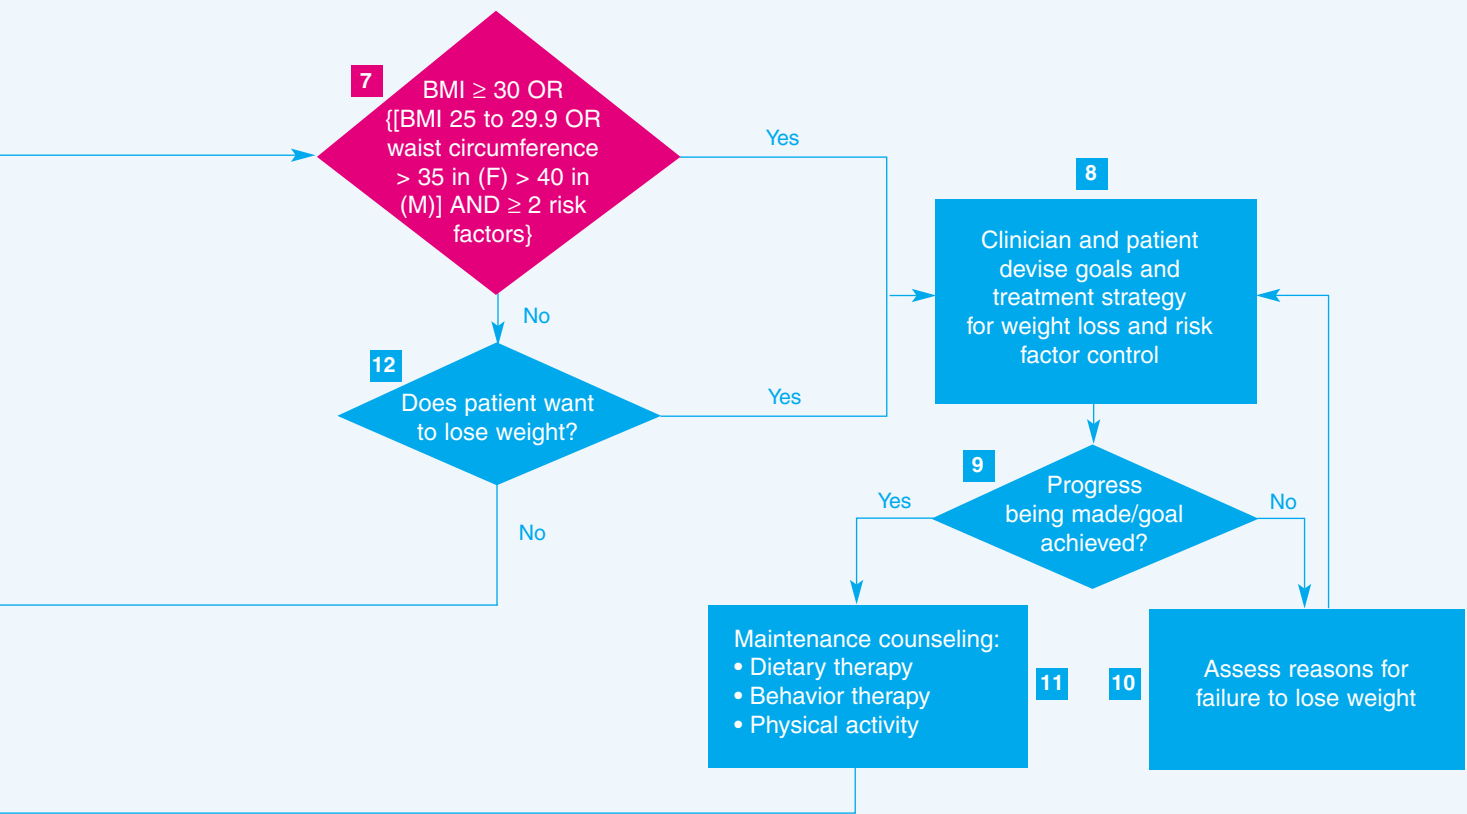 7
BMI ≥ 30 OR
{[BMI 25 to 29.9 OR
waist circumference
> 35 in (F) > 40 in
(M)] AND ≥ 2 risk
factors}
Yes
No
12
Does patient want
to lose weight?
Yes
No
8
Clinician and patient
devise goals and
treatment strategy
for weight loss and risk
factor control
9
Progress
being made/goal
achieved?
Yes
No
Maintenance counseling:
• Dietary therapy
• Behavior therapy
• Physical activity
11
10
Assess reasons for
failure to lose weight